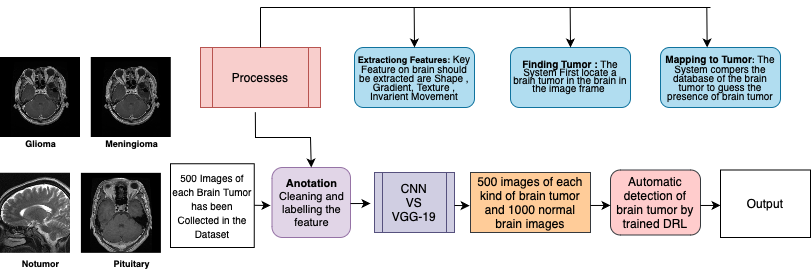 Processes
Extractiong Features: Key
Feature on brain should
be extracted are Shape ,
Gradient, Texture ,
Invarient Movement
Finding Tumor : The
System First locate a
brain tumor in the brain in
the image frame
Mapping to Tumor: The
System compers the
database of the brain
tumor to guess the
presence of brain tumor
Glioma
Meningioma
500 Images of
each Brain Tumor
has been
Collected in the
Dataset
Anotation
Cleaning and
labelling the
feature
CNN
VS
VGG-19
500 images of each
kind of brain tumor
and 1000 normal
brain images
Automatic
detection of
brain tumor by
trained DRL
Output
Notumor
Pituitary